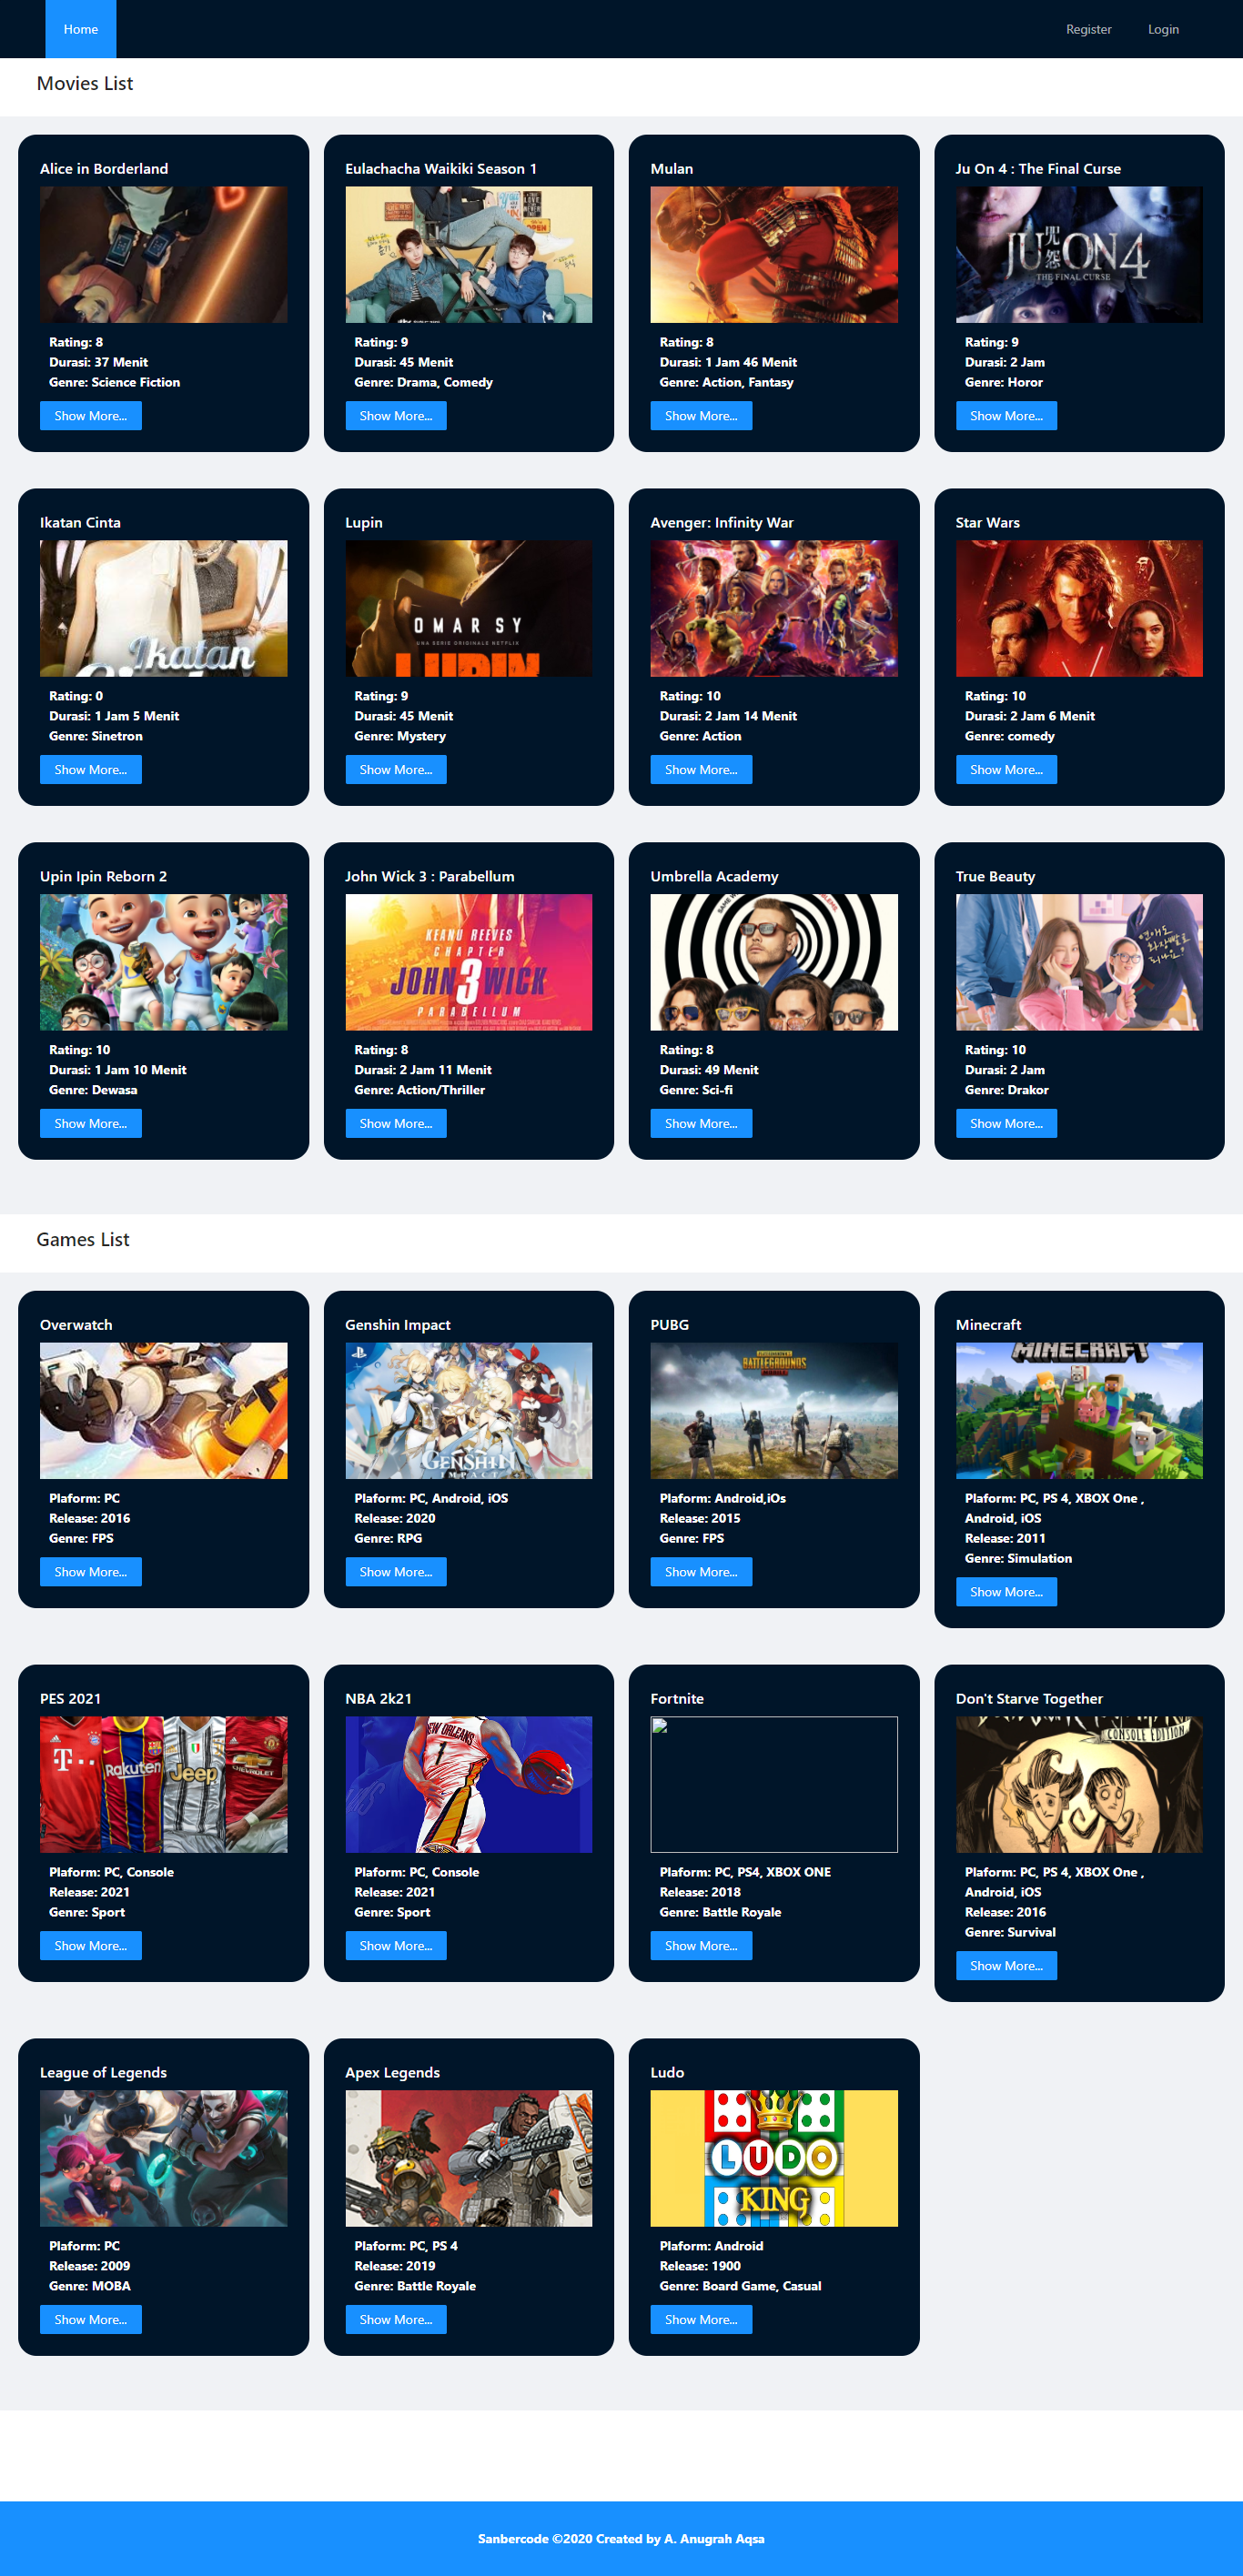 Home
Register
Login
Movies List
Alice in Borderland
Rating: 8
Durasi: 37 Menit
Genre: Science Fiction
Show More...
Eulachacha Waikiki Season 1
OPEN
Rating: 9
Durasi: 45 Menit
Genre: Drama, Comedy
Show More...
Mulan
Rating: 8
Durasi: 1 Jam 46 Menit
Genre: Action, Fantasy
Show More...
Ju On 4 : The Final Curse
JU 呪怨 ON 4
THE FINAL CURSE
Rating: 9
Durasi: 2 Jam
Genre: Horor
Show More...
Ikatan Cinta
Ikatan
Rating: 0
Durasi: 1 Jam 5 Menit
Genre: Sinetron
Show More...
Lupin
OMAR SY
UNA SERIE ORIGINALE NETFLIX
LUPIN
Rating: 9
Durasi: 45 Menit
Genre: Mystery
Show More...
Avenger: Infinity War
Rating: 10
Durasi: 2 Jam 14 Menit
Genre: Action
Show More...
Star Wars
Rating: 10
Durasi: 2 Jam 6 Menit
Genre: comedy
Show More...
Upin Ipin Reborn 2
Rating: 10
Durasi: 1 Jam 10 Menit
Genre: Dewasa
Show More...
John Wick 3 : Parabellum
KEANU REEVES
CHAPTER
JOHN 3 WICK
PARABELLUM
Rating: 8
Durasi: 2 Jam 11 Menit
Genre: Action/Thriller
Show More...
Umbrella Academy
SAME
Rating: 8
Durasi: 49 Menit
Genre: Sci-fi
Show More...
True Beauty
연애도
화장빨로
되나요?
Rating: 10
Durasi: 2 Jam
Genre: Drakor
Show More...
Games List
Overwatch
Plaform: PC
Release: 2016
Genre: FPS
Show More...
Genshin Impact
GENSHIN
IMPACT
Plaform: PC, Android, iOS
Release: 2020
Genre: RPG
Show More...
PUBG
BATTLEGROUNDS
Plaform: Android,iOs
Release: 2015
Genre: FPS
Show More...
Minecraft
MINECRAFT
Plaform: PC, PS 4, XBOX One ,
Android, iOS
Release: 2011
Genre: Simulation
Show More...
PES 2021
T
Rakuten
Jeep
CHEVROLET
Plaform: PC, Console
Release: 2021
Genre: Sport
Show More...
NBA 2k21
NEW ORLEANS
1
Plaform: PC, Console
Release: 2021
Genre: Sport
Show More...
Fortnite
Plaform: PC, PS4, XBOX ONE
Release: 2018
Genre: Battle Royale
Show More...
Don't Starve Together
CONSOLE EDITION
Plaform: PC, PS 4, XBOX One ,
Android, iOS
Release: 2016
Genre: Survival
Show More...
League of Legends
Plaform: PC
Release: 2009
Genre: MOBA
Show More...
Apex Legends
Plaform: PC, PS 4
Release: 2019
Genre: Battle Royale
Show More...
Ludo
LUDO
KING
Plaform: Android
Release: 1900
Genre: Board Game, Casual
Show More...
Sanbercode ©2020 Created by A. Anugrah Aqsa